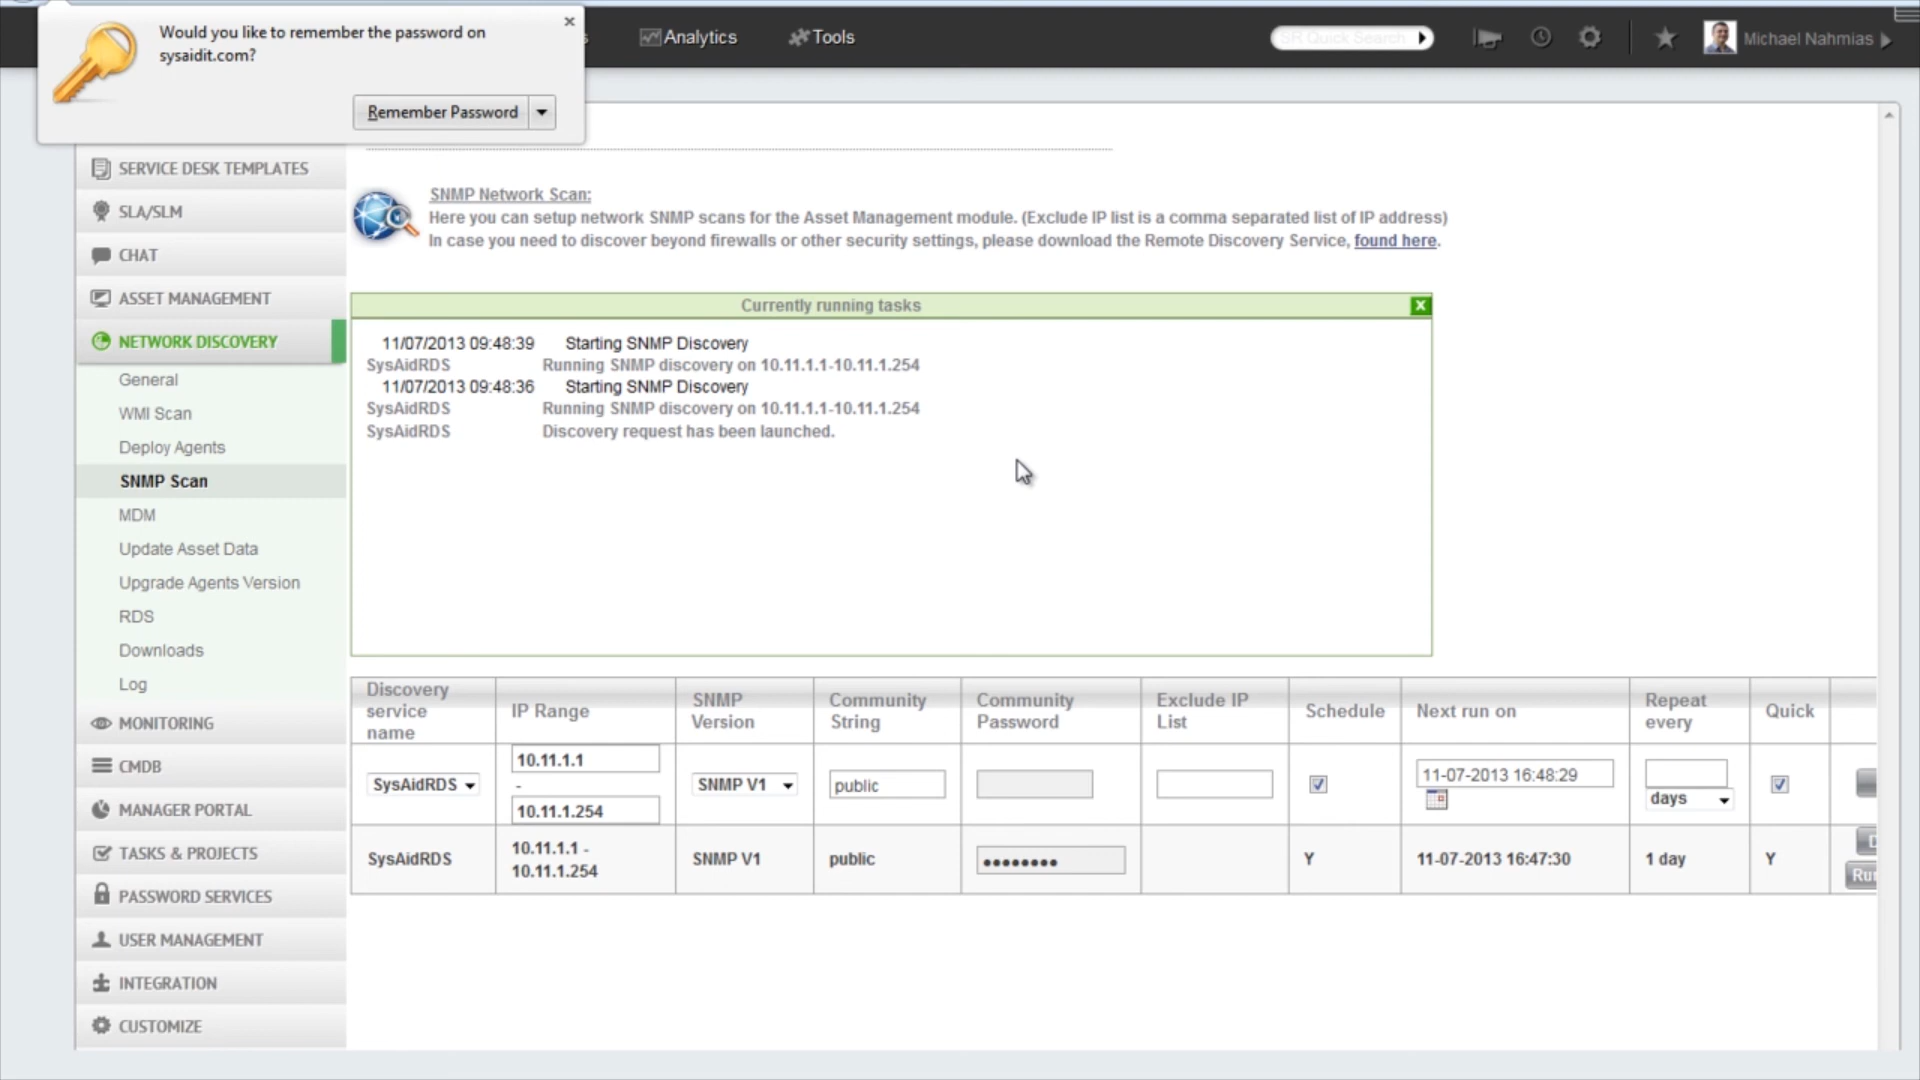 Would you like to remember the password on
sysaidit.com?
Remember Password
s
Analytics
Tools
SR Quick Search
Michael Nahmias
SERVICE DESK TEMPLATES
SLA/SLM
CHAT
ASSET MANAGEMENT
NETWORK DISCOVERY
General
WMI Scan
Deploy Agents
SNMP Scan
MDM
Update Asset Data
Upgrade Agents Version
RDS
Downloads
Log
MONITORING
CMDB
MANAGER PORTAL
TASKS & PROJECTS
PASSWORD SERVICES
USER MANAGEMENT
INTEGRATION
CUSTOMIZE
SNMP Network Scan:
Here you can setup network SNMP scans for the Asset Management module. (Exclude IP list is a comma separated list of IP address)
In case you need to discover beyond firewalls or other security settings, please download the Remote Discovery Service, found here.
Currently running tasks
11/07/2013 09:48:39 Starting SNMP Discovery
SysAidRDS Running SNMP discovery on 10.11.1.1-10.11.1.254
11/07/2013 09:48:36 Starting SNMP Discovery
SysAidRDS Running SNMP discovery on 10.11.1.1-10.11.1.254
SysAidRDS Discovery request has been launched.
Discovery service name IP Range SNMP Version Community String Community Password Exclude IP List Schedule Next run on Repeat every Quick
SysAidRDS 10.11.1.1 - 10.11.1.254 SNMP V1 public 11-07-2013 16:48:29 days
SysAidRDS 10.11.1.1 - 10.11.1.254 SNMP V1 public •••••••• Y 11-07-2013 16:47:30 1 day Y